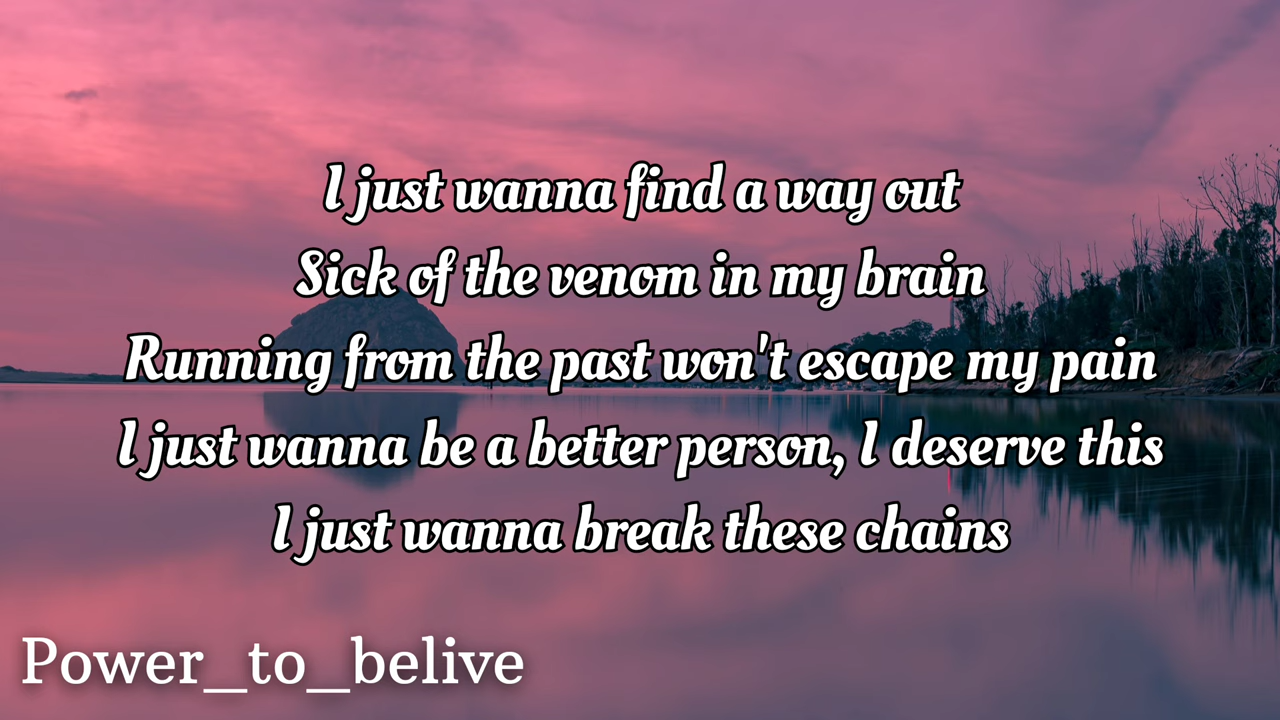 I just wanna find a way out
Sick of the venom in my brain
Running from the past won't escape my pain
I just wanna be a better person, I deserve this
I just wanna break these chains
Power_to_belive